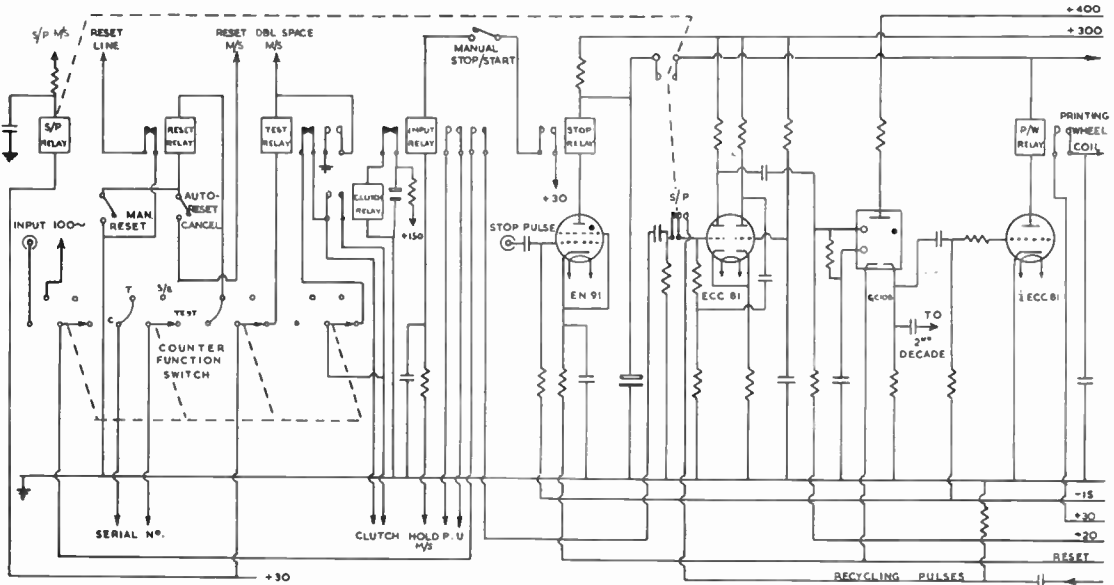 +400
+300
S/P M/S
RESET LINE
RESET M/S
DBL SPACE M/S
MANUAL STOP/START
S/P RELAY
RESET RELAY
TEST RELAY
INPUT RELAY
STOP RELAY
P/W RELAY
PRINTING WHEEL COIL
MAN. RESET
AUTO-RESET CANCEL
CLUTCH RELAY
+30
+150
S/P
INPUT 100~
STOP PULSE
EN 91
ECC 81
GC10B
½ ECC 81
T
S/B
C
TEST
COUNTER FUNCTION SWITCH
TO 2ND DECADE
SERIAL Nº.
CLUTCH
HOLD M/S
P.U
-15
+30
+20
RESET
+30
RECYCLING PULSES